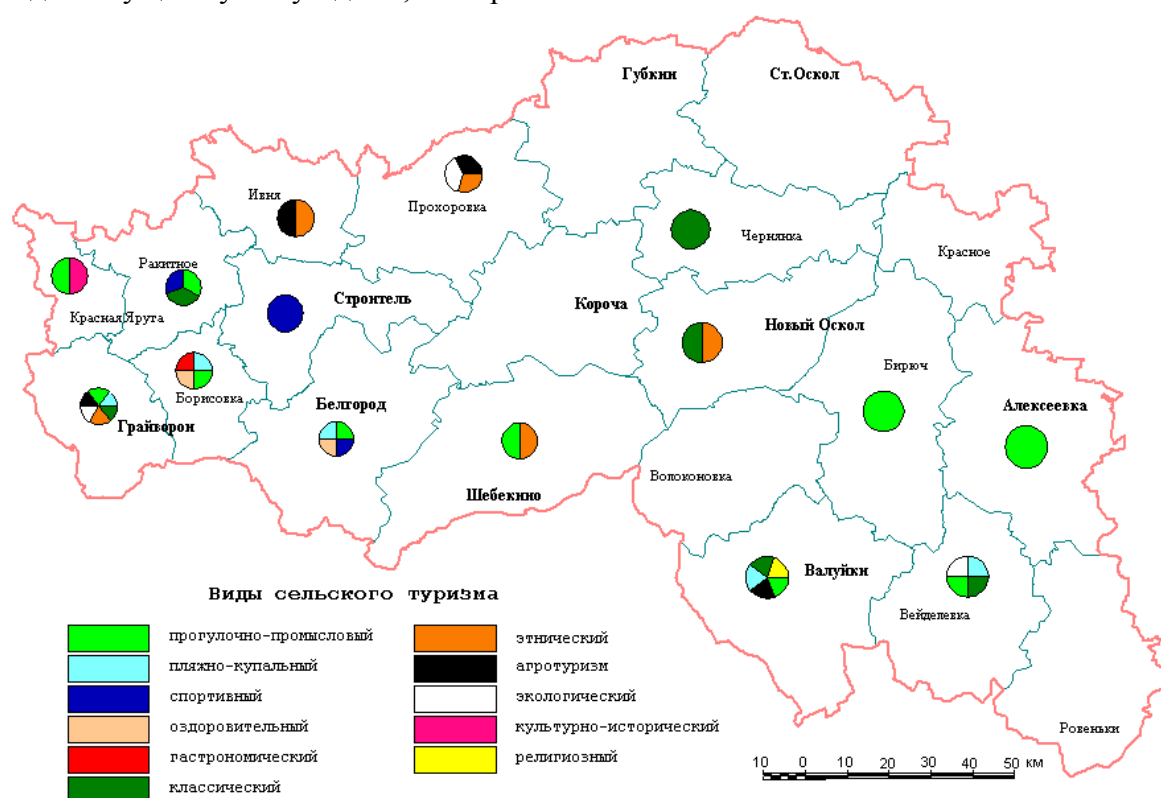 Губкин
Ст.Оскол
Ивня
Прохоровка
Чернянка
Красное
Ракитное
Строитель
Короча
Новый Оскол
Красная Ярута
Бирюч
Борисовка
Белгород
Алексеевка
Грайворон
Волоконовка
Шебекино
Валуйки
Вейделевка
Ровеньки
Виды сельского туризма
прогулочно-промысловый
пляжно-купальный
спортивный
оздоровительный
гастрономический
классический
этнический
агротуризм
экологический
культурно-исторический
религиозный
10 0 10 20 30 40 50 км